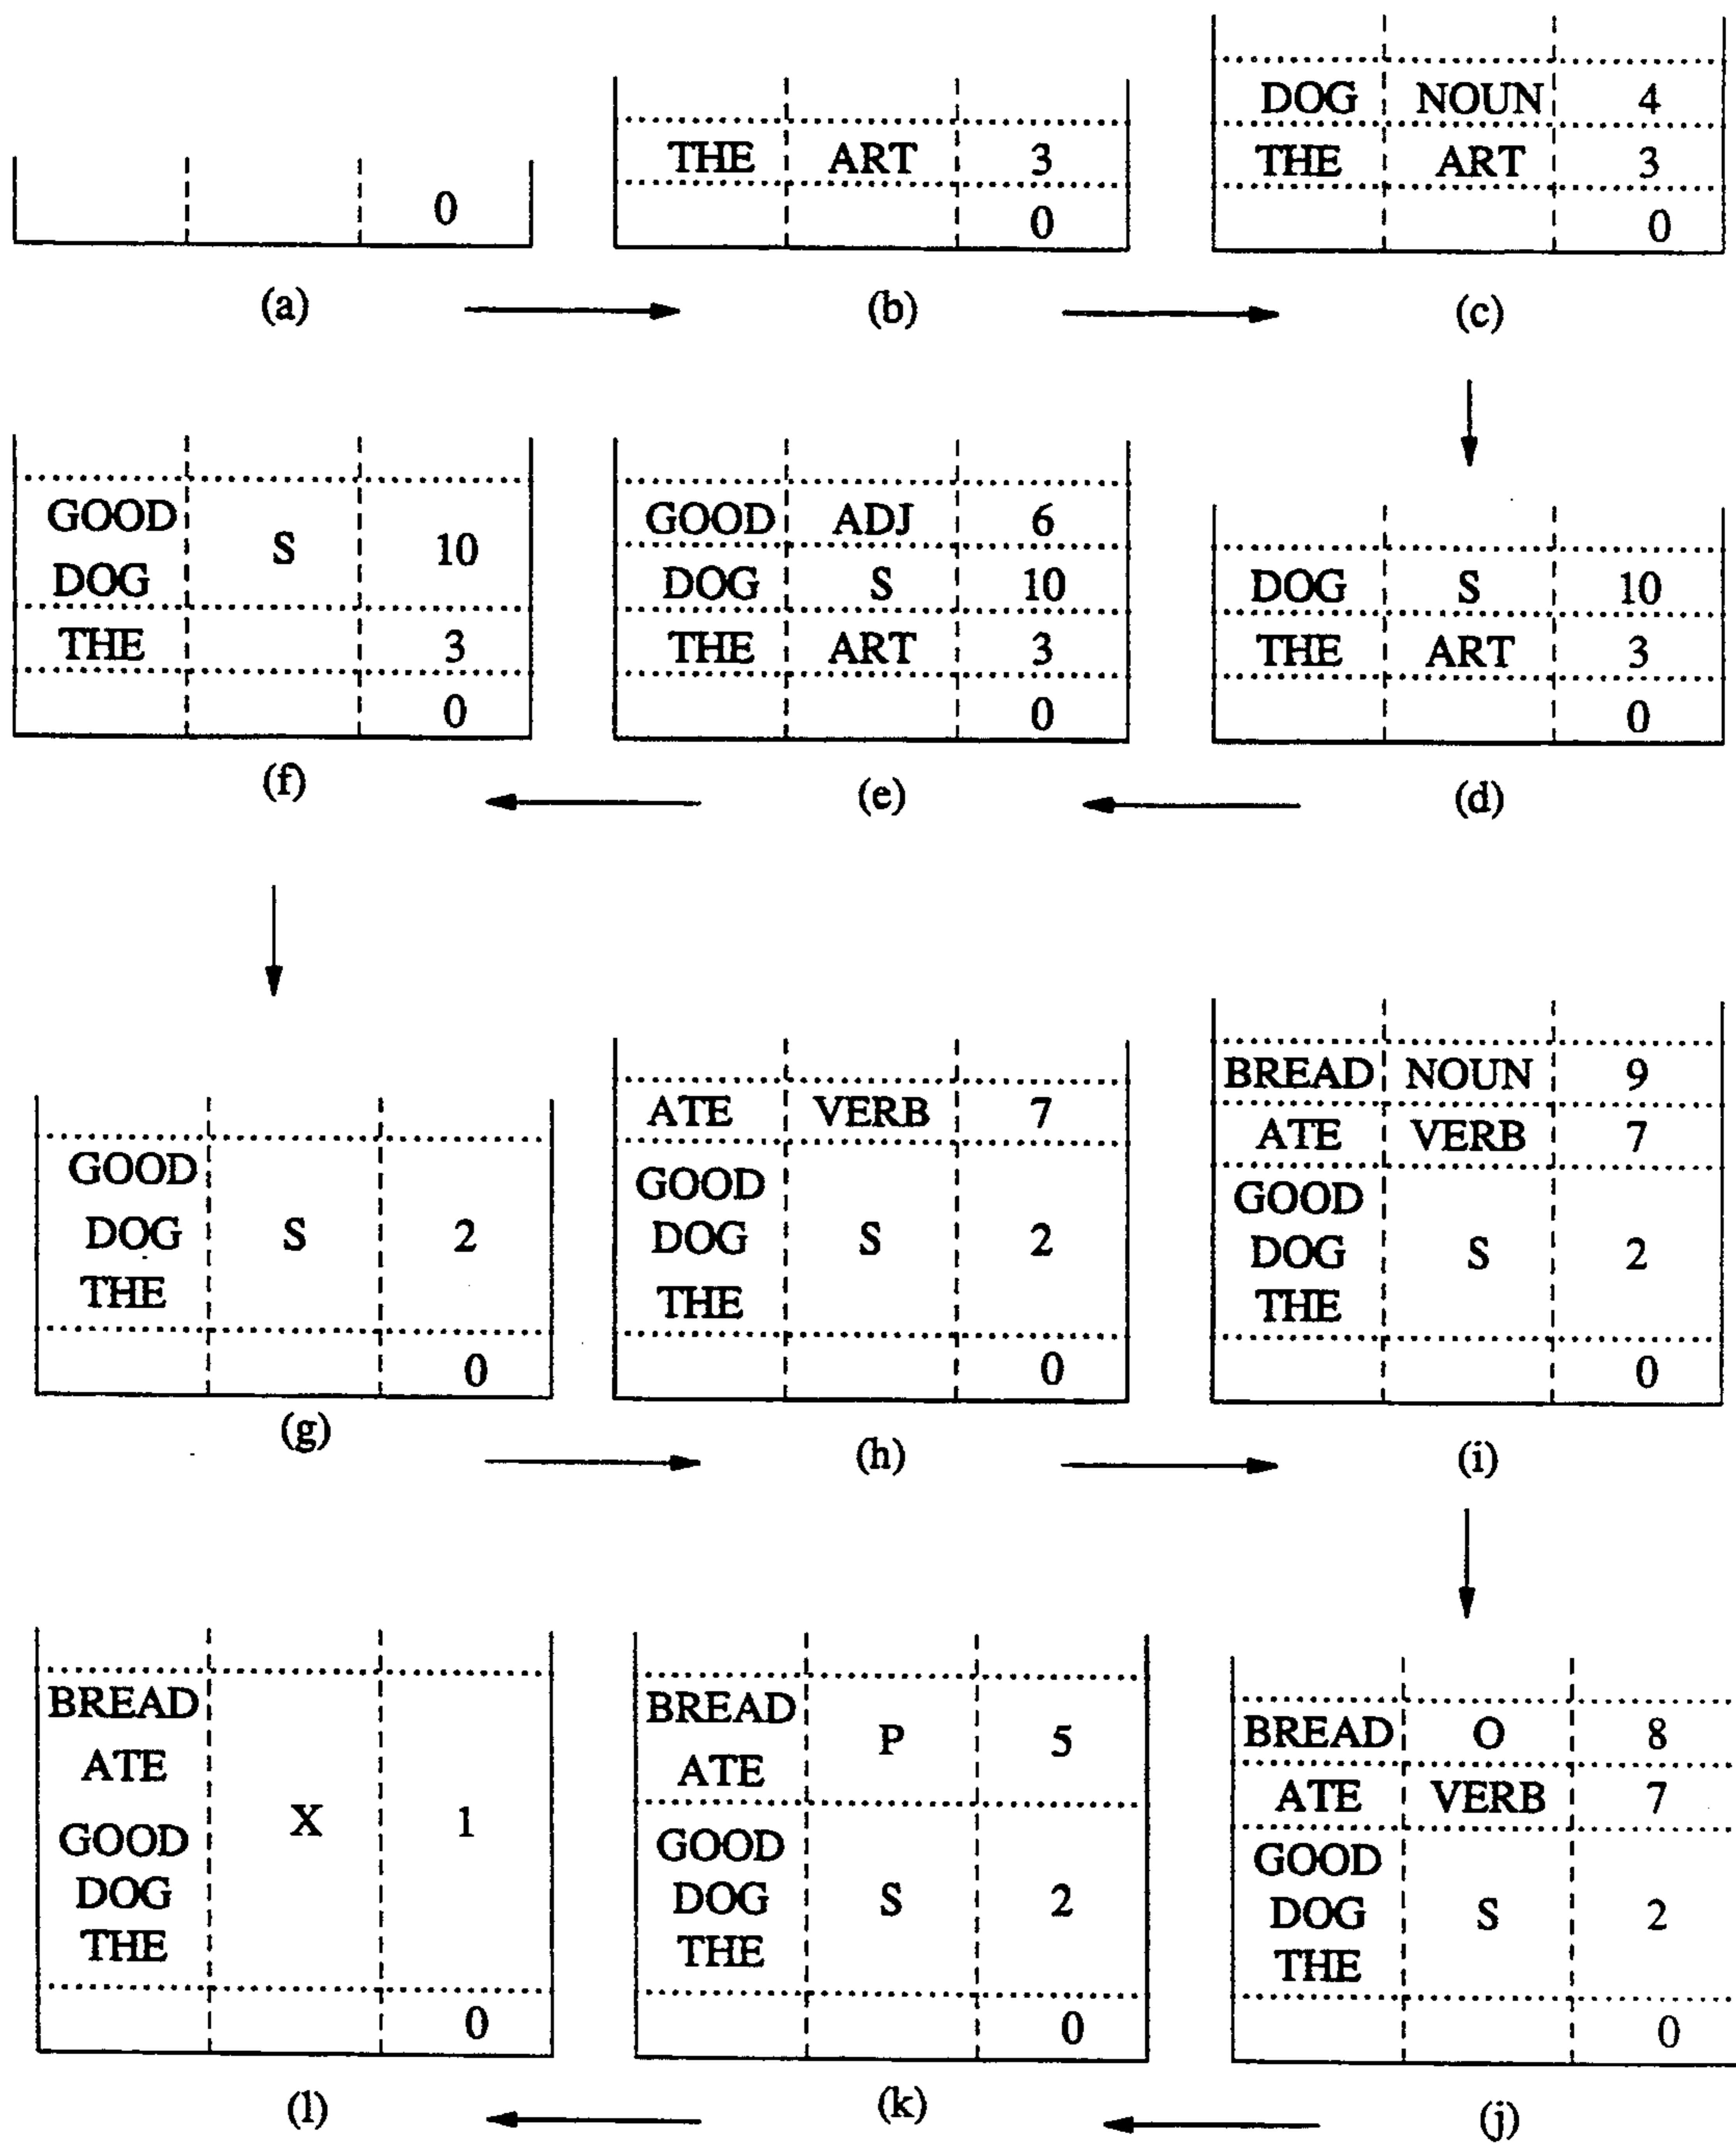 0
(a)
THE ART 3
0
(b)
DOG NOUN 4
THE ART 3
0
(c)
DOG S 10
THE ART 3
0
(d)
GOOD ADJ 6
DOG S 10
THE ART 3
0
(e)
GOOD
DOG S 10
THE 3
0
(f)
GOOD
DOG S 2
THE
0
(g)
ATE VERB 7
GOOD
DOG S 2
THE
0
(h)
BREAD NOUN 9
ATE VERB 7
GOOD
DOG S 2
THE
0
(i)
BREAD O 8
ATE VERB 7
GOOD
DOG S 2
THE
0
(j)
BREAD
ATE P 5
GOOD
DOG S 2
THE
0
(k)
BREAD
ATE
GOOD X 1
DOG
THE
0
(l)